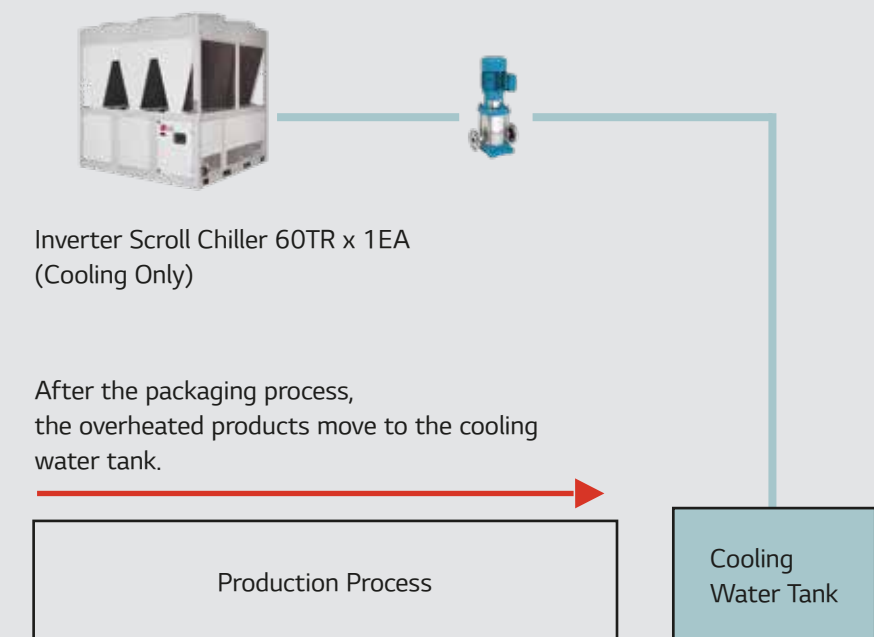 Inverter Scroll Chiller 60TR x 1EA
(Cooling Only)
After the packaging process,
the overheated products move to the cooling
water tank.
Production Process
Cooling
Water Tank